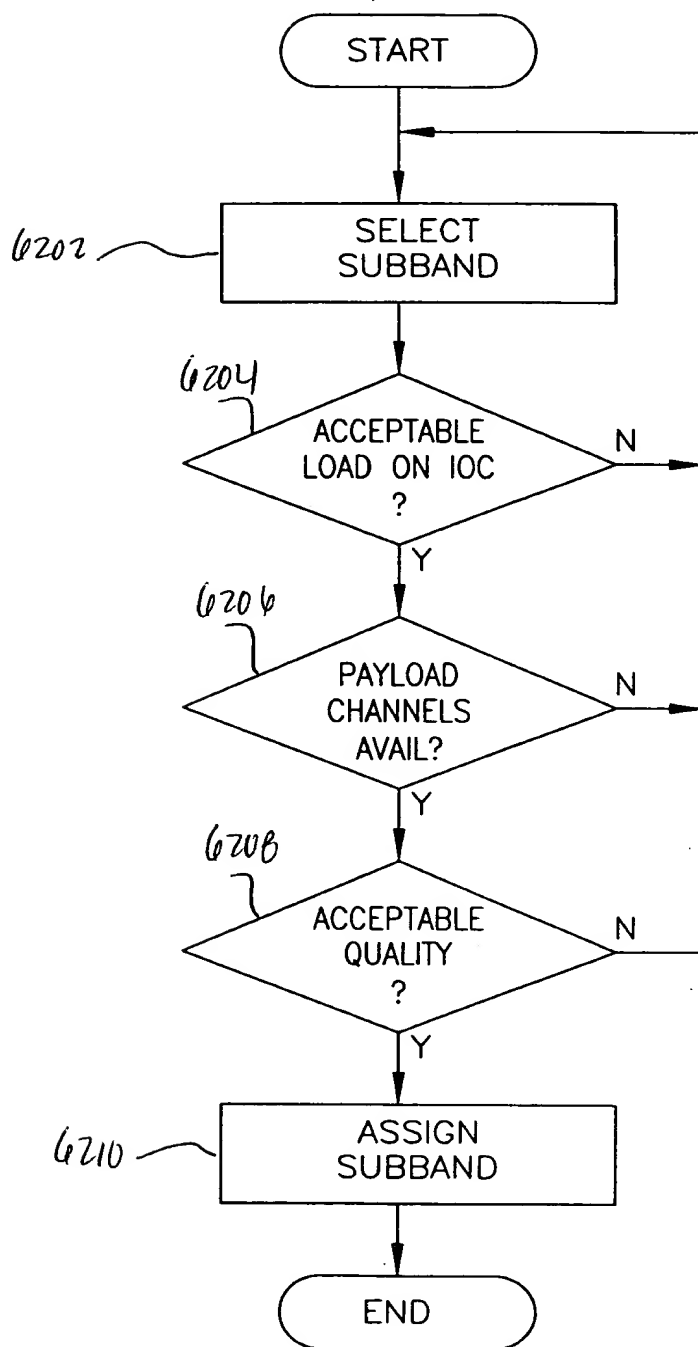 START
6202
SELECT
SUBBAND
6204
ACCEPTABLE
LOAD ON IOC
?
N
Y
6206
PAYLOAD
CHANNELS
AVAIL?
N
Y
6208
ACCEPTABLE
QUALITY
?
N
Y
6210
ASSIGN
SUBBAND
END